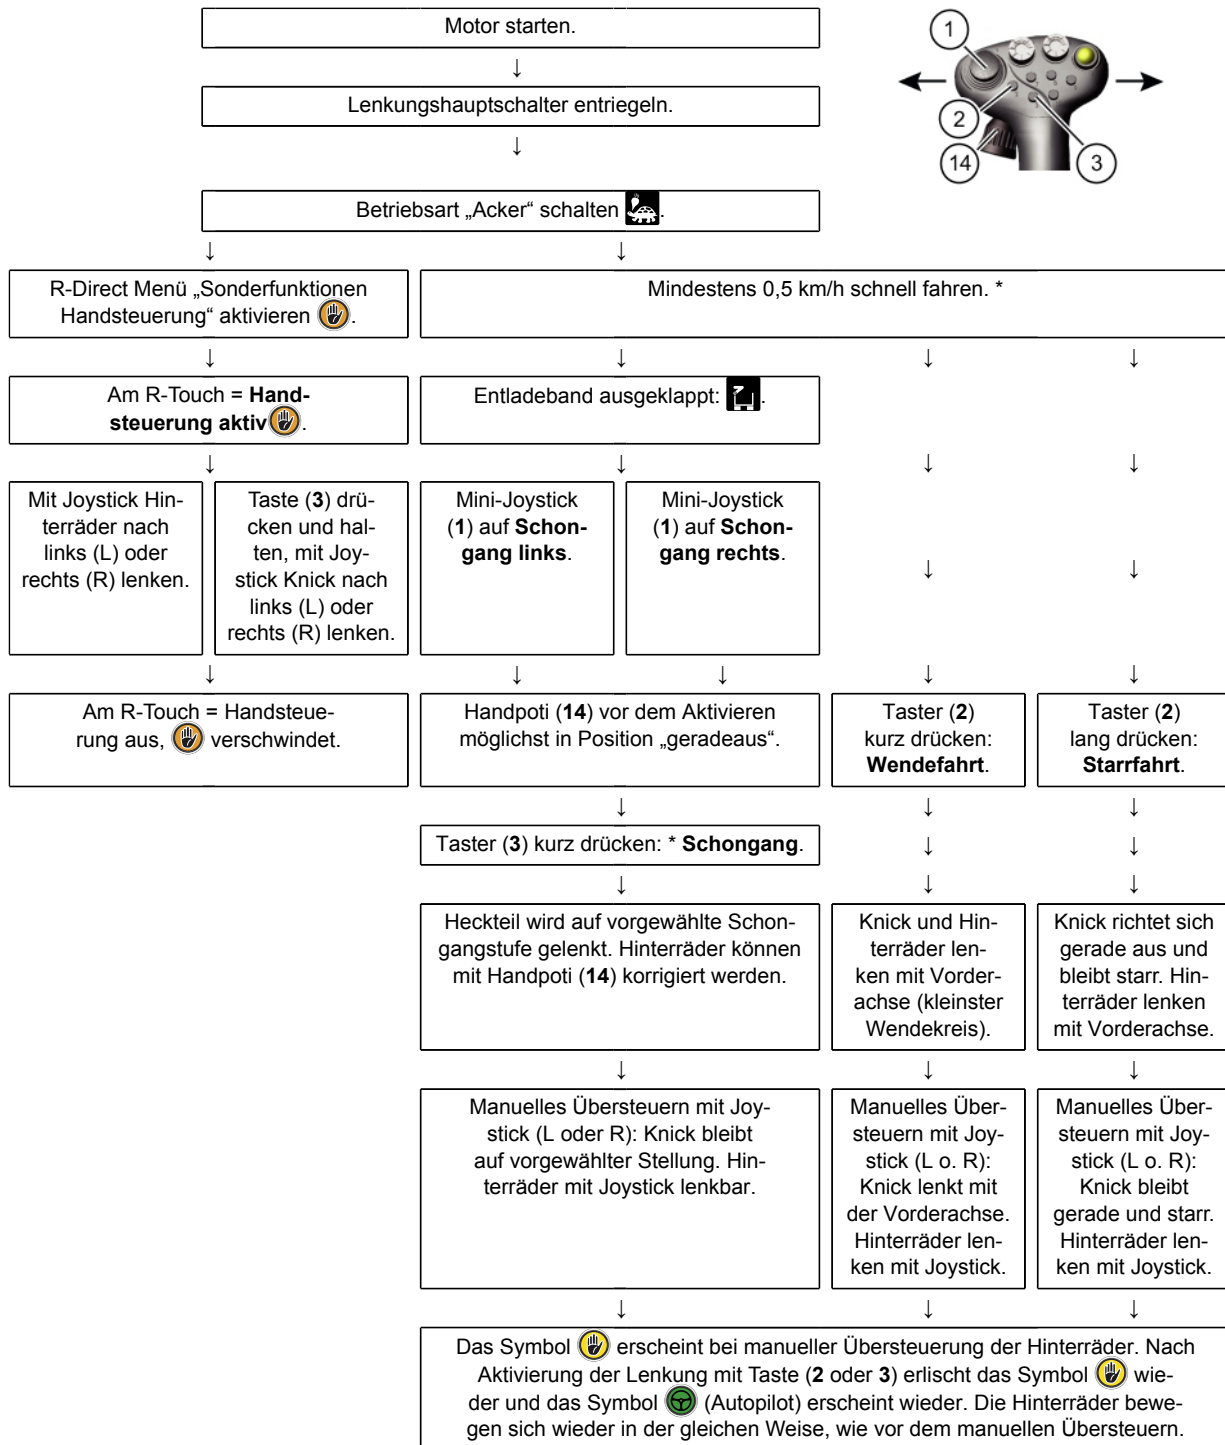 Motor starten.
1
2
14
3
↓
Lenkungshauptschalter entriegeln.
↓
Betriebsart „Acker“ schalten .
↓ ↓
R-Direct Menü „Sonderfunktionen
Handsteuerung“ aktivieren .
Mindestens 0,5 km/h schnell fahren. *
↓ ↓ ↓ ↓
Am R-Touch = Hand-
steuerung aktiv .
Entladeband ausgeklappt: .
↓ ↓ ↓ ↓
Mit Joystick Hin-
terräder nach
links (L) oder
rechts (R) lenken.
Taste (3) drü-
cken und hal-
ten, mit Joy-
stick Knick nach
links (L) oder
rechts (R) lenken.
Mini-Joystick
(1) auf Schon-
gang links.
Mini-Joystick
(1) auf Schon-
gang rechts.
↓ ↓
↓ ↓ ↓ ↓ ↓
Am R-Touch = Handsteue-
rung aus, verschwindet.
Handpoti (14) vor dem Aktivieren
möglichst in Position „geradeaus“.
Taster (2)
kurz drücken:
Wendefahrt.
Taster (2)
lang drücken:
Starrfahrt.
↓ ↓ ↓
Taster (3) kurz drücken: * Schongang.
↓ ↓
↓ ↓ ↓
Heckteil wird auf vorgewählte Schon-
gangstufe gelenkt. Hinterräder können
mit Handpoti (14) korrigiert werden.
Knick und Hin-
terräder len-
ken mit Vorder-
achse (kleinster
Wendekreis).
Knick richtet sich
gerade aus und
bleibt starr. Hin-
terräder lenken
mit Vorderachse.
↓ ↓ ↓
Manuelles Übersteuern mit Joy-
stick (L oder R): Knick bleibt
auf vorgewählter Stellung. Hin-
terräder mit Joystick lenkbar.
Manuelles Über-
steuern mit Joy-
stick (L o. R):
Knick lenkt mit
der Vorderachse.
Hinterräder len-
ken mit Joystick.
Manuelles Über-
steuern mit Joy-
stick (L o. R):
Knick bleibt
gerade und starr.
Hinterräder len-
ken mit Joystick.
↓ ↓ ↓
Das Symbol erscheint bei manueller Übersteuerung der Hinterräder. Nach
Aktivierung der Lenkung mit Taste (2 oder 3) erlischt das Symbol wie-
der und das Symbol (Autopilot) erscheint wieder. Die Hinterräder bewe-
gen sich wieder in der gleichen Weise, wie vor dem manuellen Übersteuern.